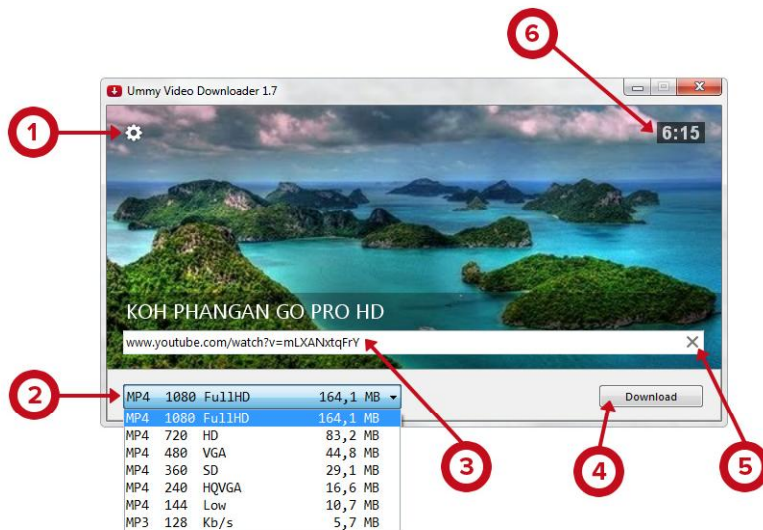 6
Ummy Video Downloader 1.7
1
6:15
KOH PHANGAN GO PRO HD
www.youtube.com/watch?v=mLXANxtqFrY
2
MP4 1080 FullHD 164,1 MB
Download
MP4 1080 FullHD 164,1 MB
MP4 720 HD 83,2 MB
MP4 480 VGA 44,8 MB
MP4 360 SD 29,1 MB
MP4 240 HQVGA 16,6 MB
MP4 144 Low 10,7 MB
MP3 128 Kb/s 5,7 MB
3
4
5